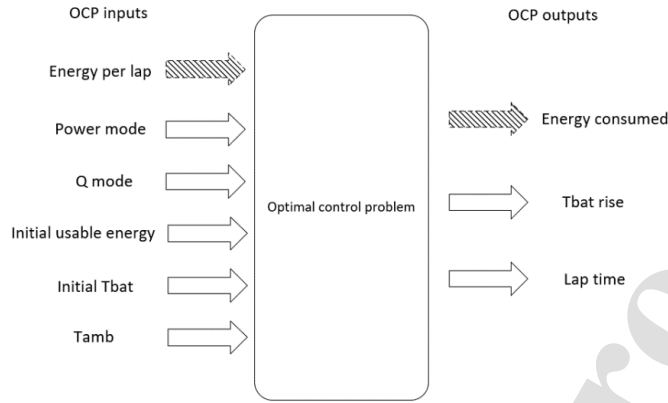 OCP inputs
OCP outputs
Energy per lap
Power mode
Q mode
Initial usable energy
Initial Tbat
Tamb
Optimal control problem
Energy consumed
Tbat rise
Lap time